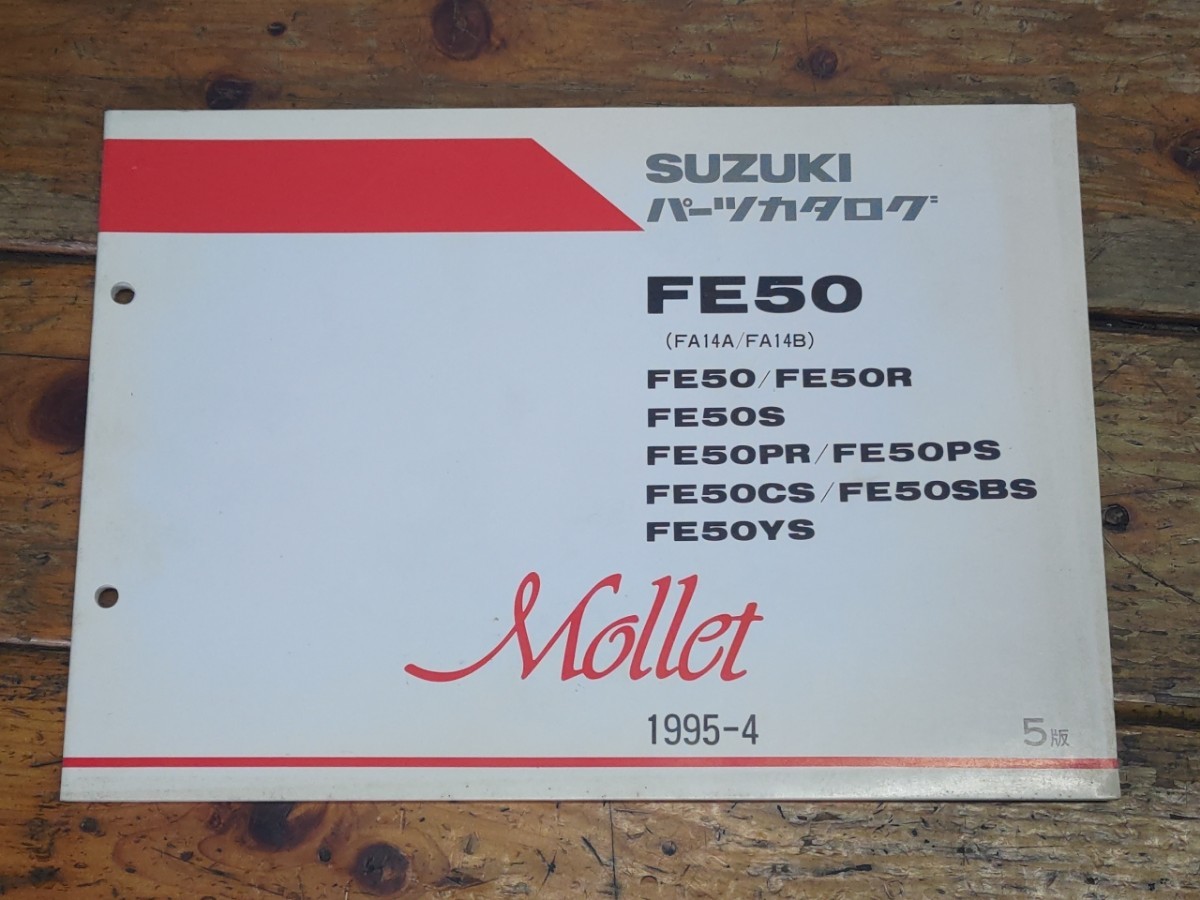 SUZUKI
パーツカタログ
FE50
(FA14A/FA14B)
FE50/FE50R
FE50S
FE50PR/FE50PS
FE50CS/FE50SBS
FE50YS
Mollet
1995-4
5版